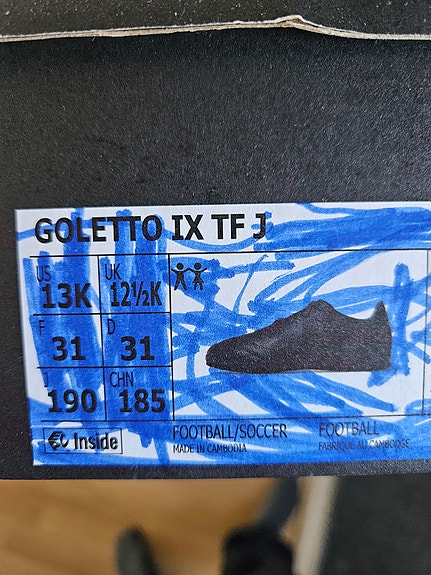 GOLETTO IX TF J
US UK
13K 12½K
F D
31 31
J CHN
190 185
Inside
FOOTBALL/SOCCER FOOTBALL
MADE IN CAMBODIA FABRIQUE AU CAMBODGE